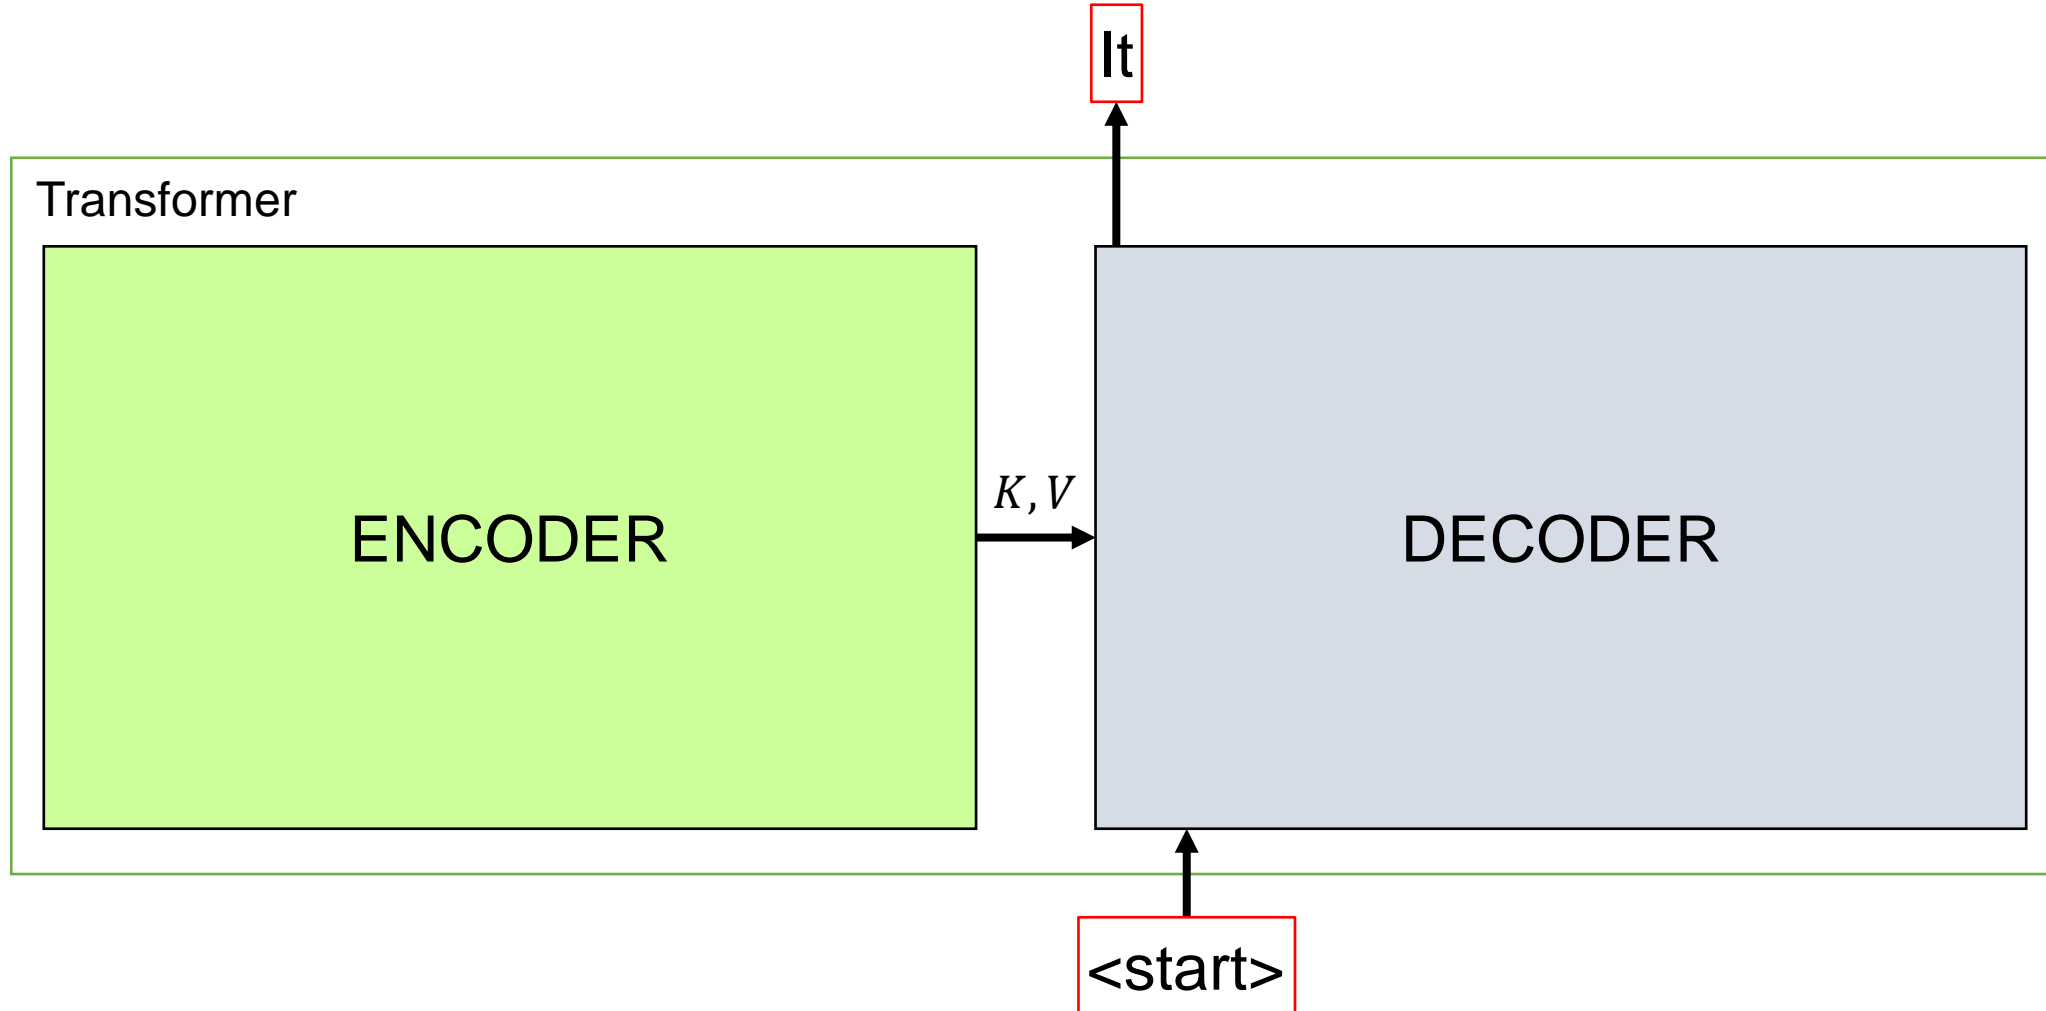 It
Transformer
ENCODER
K, V
DECODER
<start>